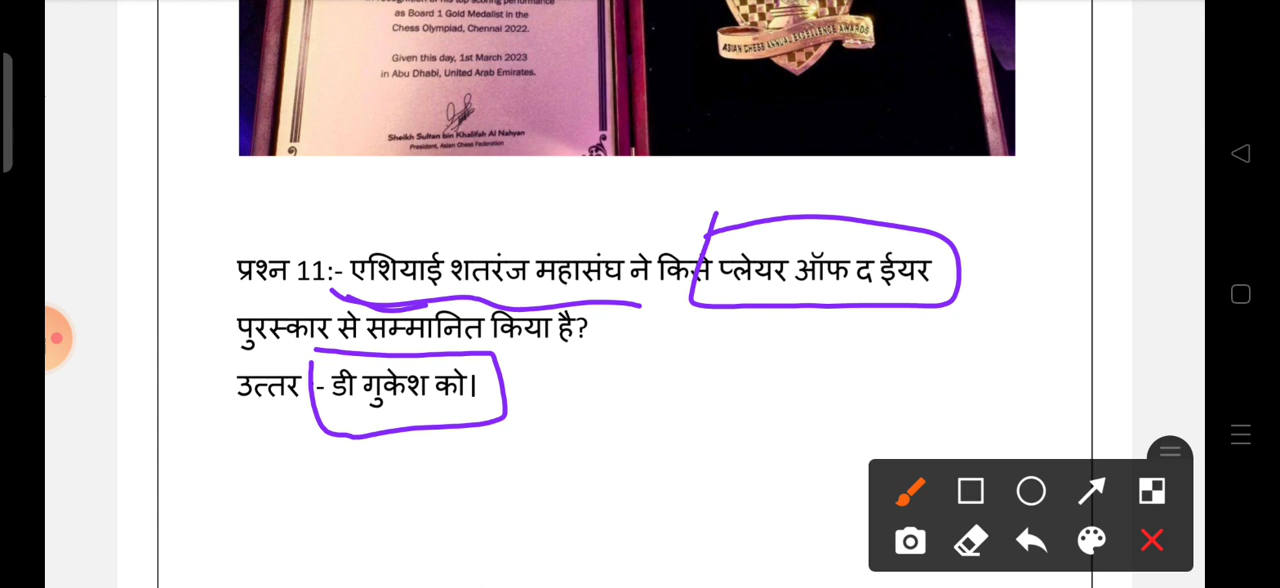 as Board 1 Gold Medalist in the
Chess Olympiad, Chennai 2022.
Given this day, 1st March 2023
in Abu Dhabi, United Arab Emirates.
Sheikh Sultan bin Khalifah Al Nahyan
President, Asian Chess Federation
ASIAN CHESS ANNUAL EXCELLENCE AWARDS
प्रश्न 11:- एशियाई शतरंज महासंघ ने किसे प्लेयर ऑफ द ईयर
पुरस्कार से सम्मानित किया है?
उत्तर :- डी गुकेश को।